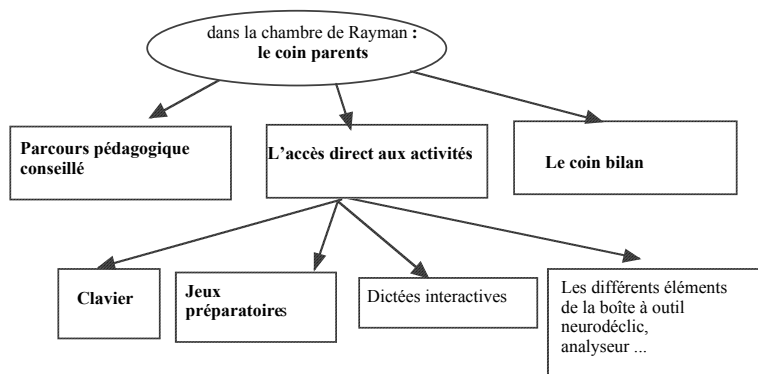 dans la chambre de Rayman :
le coin parents
Parcours pédagogique
conseillé
L'accès direct aux activités
Le coin bilan
Clavier
Jeux
préparatoires
Dictées interactives
Les différents éléments
de la boîte à outil
neurodéclic,
analyseur ...